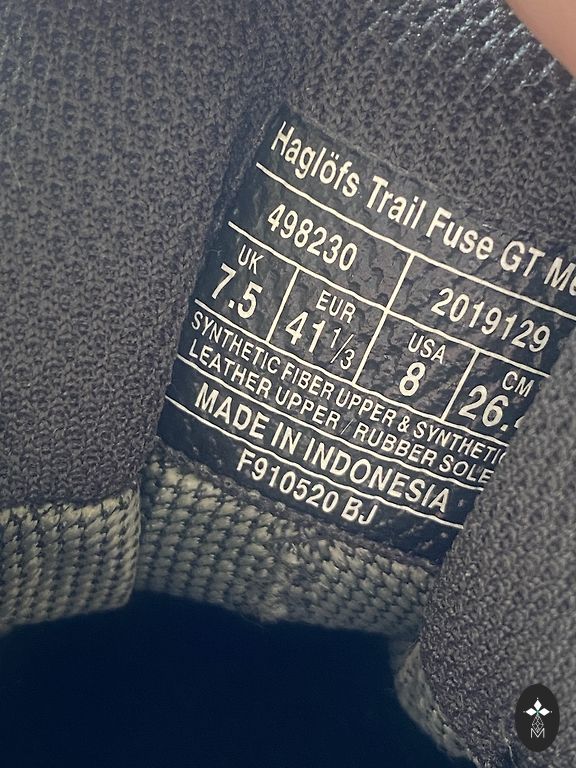 Haglöfs Trail Fuse GT
498230 2019129
UK 7.5 EUR 41 1/3 USA 8 CM
SYNTHETIC FIBER UPPER & SYNTHETIC
LEATHER UPPER / RUBBER SOLE
MADE IN INDONESIA
F910520 BJ